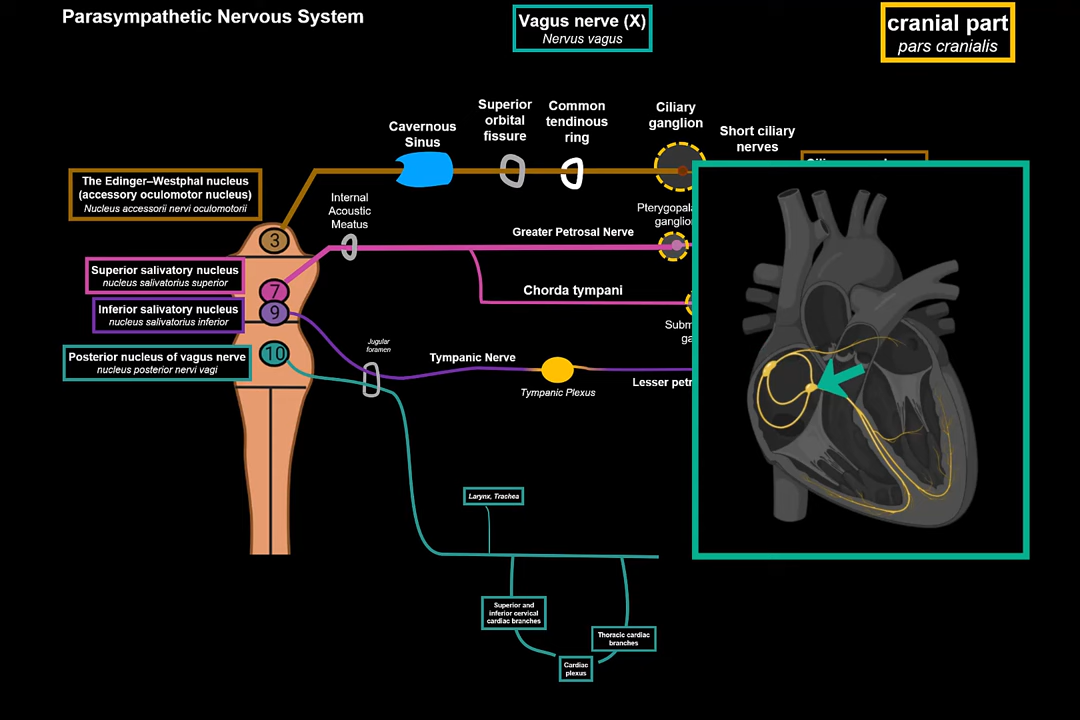 Parasympathetic Nervous System
Vagus nerve (X)
Nervus vagus
cranial part
pars cranialis
Cavernous
Sinus
Superior
orbital
fissure
Common
tendinous
ring
Ciliary
ganglion
Short ciliary
nerves
The Edinger–Westphal nucleus
(accessory oculomotor nucleus)
Nucleus accessorii nervi oculomotorii
Internal
Acoustic
Meatus
Greater Petrosal Nerve
3
Superior salivatory nucleus
nucleus salivatorius superior
7
Chorda tympani
Inferior salivatory nucleus
nucleus salivatorius inferior
9
Posterior nucleus of vagus nerve
nucleus posterior nervi vagi
10
Jugular
foramen
Tympanic Nerve
Tympanic Plexus
Lesser
Larynx, Trachea
Superior and
inferior cervical
cardiac branches
Thoracic cardiac
branches
Cardiac
plexus